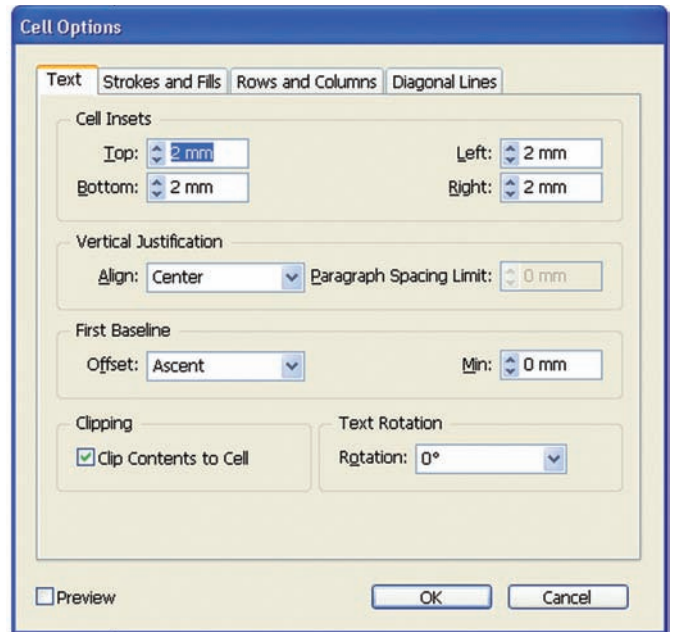 Cell Options
Text Strokes and Fills Rows and Columns Diagonal Lines
Cell Insets
Top: 2 mm Left: 2 mm
Bottom: 2 mm Right: 2 mm
Vertical Justification
Align: Center Paragraph Spacing Limit: 0 mm
First Baseline
Offset: Ascent Min: 0 mm
Clipping Text Rotation
Clip Contents to Cell Rotation: 0°
Preview OK Cancel